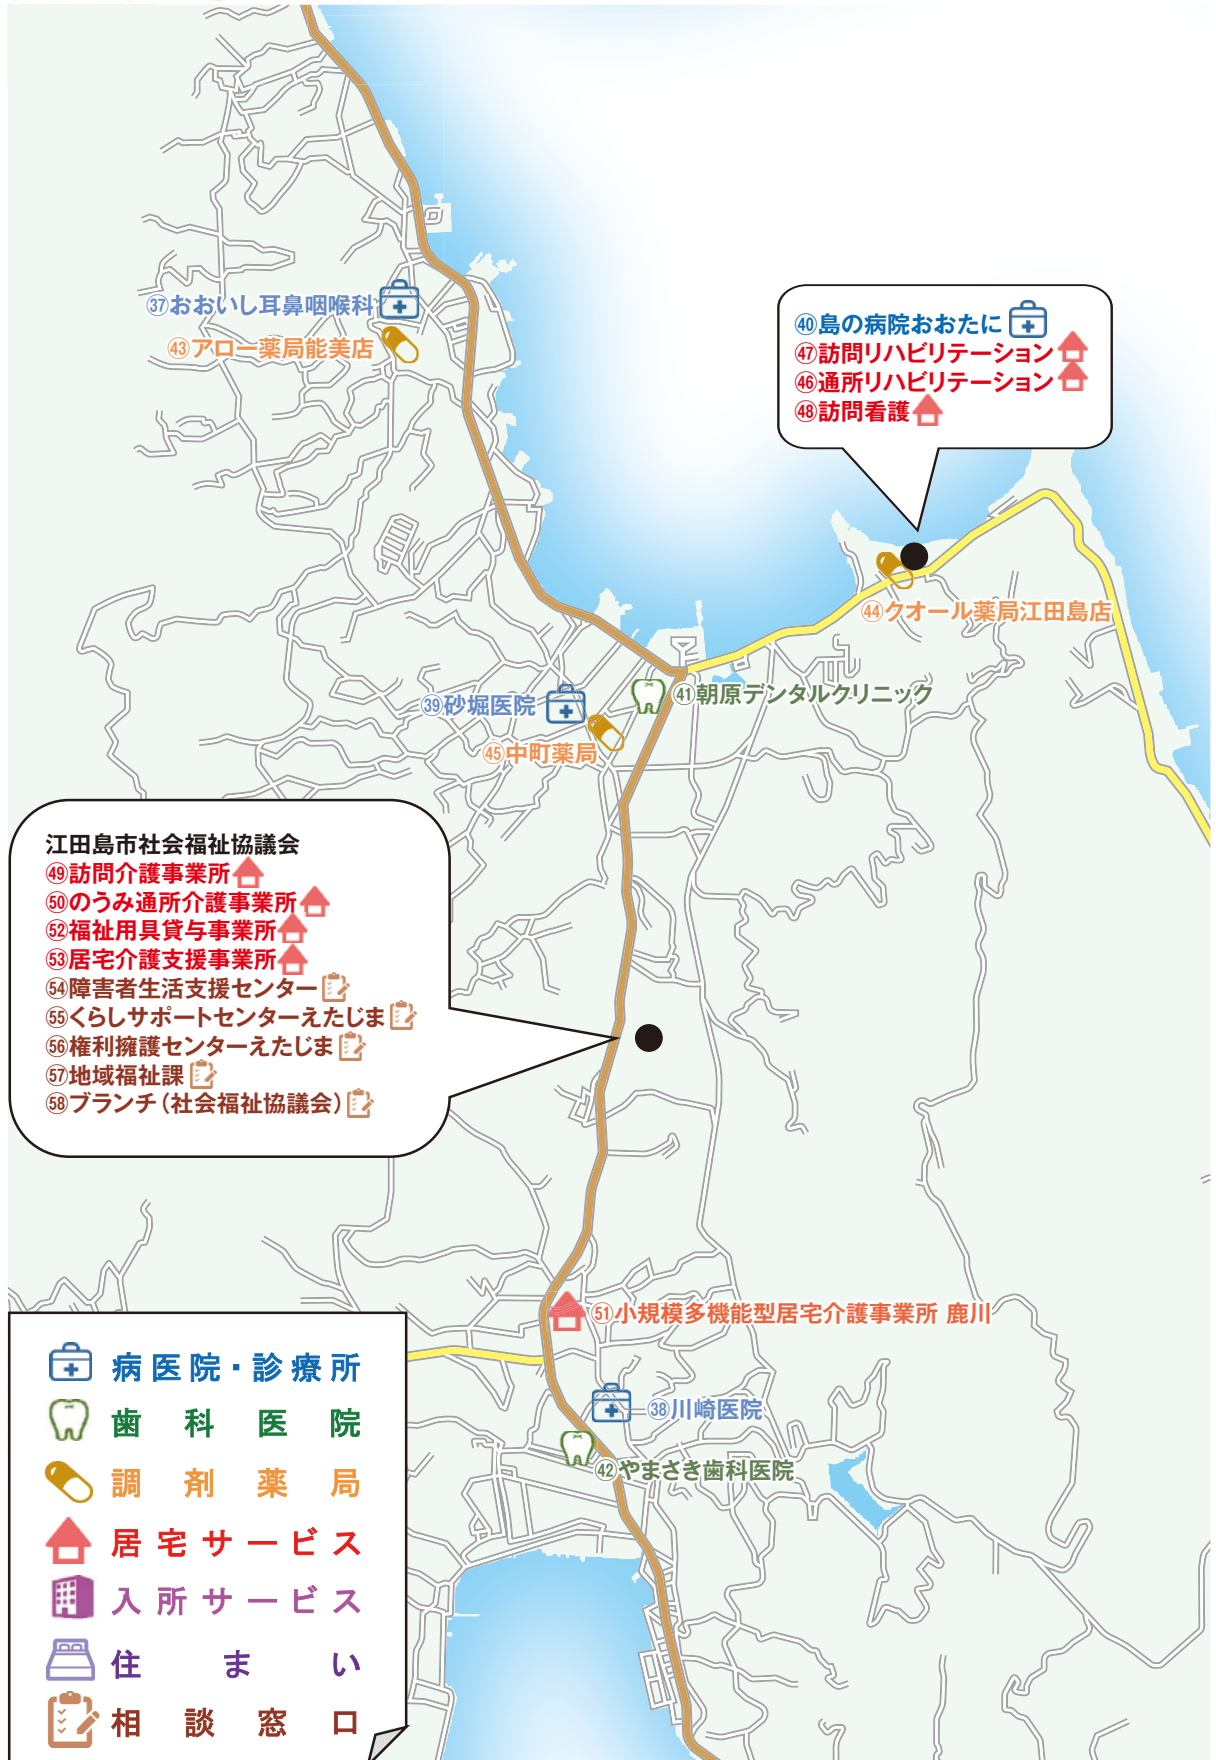 ㊲おおいし耳鼻咽喉科
㊸アロー薬局能美店
㊵島の病院おおたに
㊼訪問リハビリテーション
㊻通所リハビリテーション
㊽訪問看護
㊹クオール薬局江田島店
㊶朝原デンタルクリニック
㊴砂堀医院
㊺中町薬局
江田島市社会福祉協議会
㊾訪問介護事業所
㊿のうみ通所介護事業所
52福祉用具貸与事業所
53居宅介護支援事業所
54障害者生活支援センター
55くらしサポートセンターえたじま
56権利擁護センターえたじま
57地域福祉課
58ブランチ（社会福祉協議会）
51小規模多機能型居宅介護事業所 鹿川
㊳川崎医院
㊷やまさき歯科医院
病医院・診療所
歯科医院
調剤薬局
居宅サービス
入所サービス
住まい
相談窓口